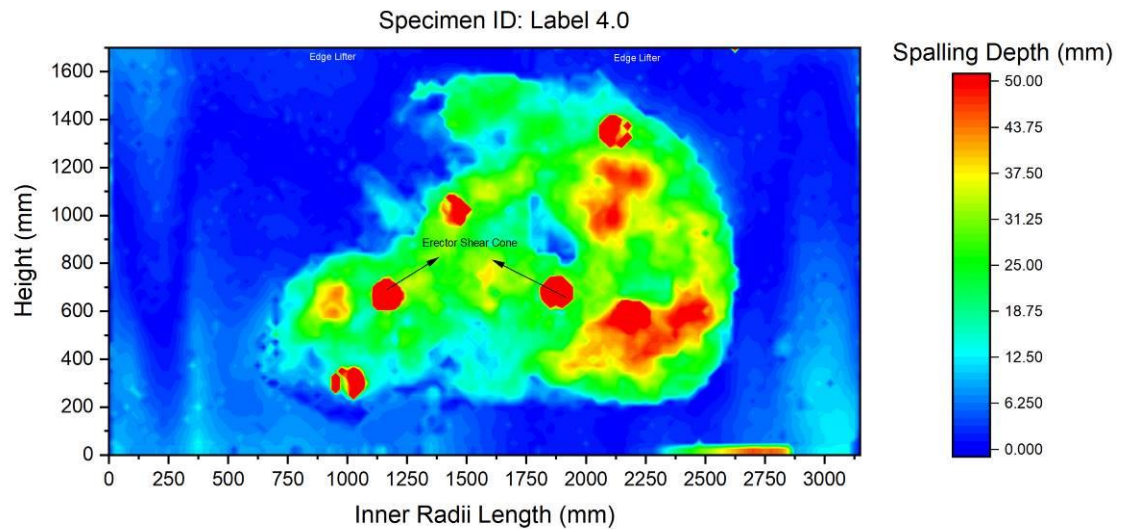 Specimen ID: Label 4.0
Edge Lifter
Edge Lifter
Erector Shear Cone
Height (mm)
1600
1400
1200
1000
800
600
400
200
0
0 250 500 750 1000 1250 1500 1750 2000 2250 2500 2750 3000
Inner Radii Length (mm)
Spalling Depth (mm)
50.00
43.75
37.50
31.25
25.00
18.75
12.50
6.250
0.000